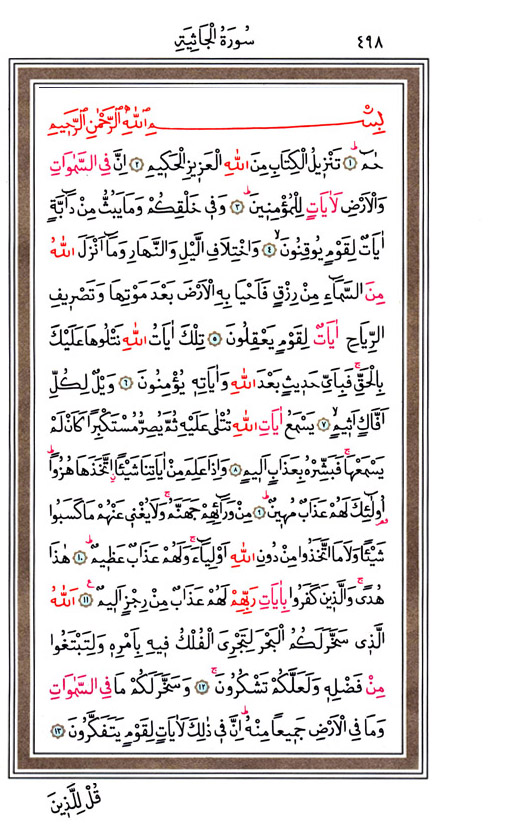 سُورَةُ الْجَاثِيَةِ ٤٩٨
بِسْمِ اللّٰهِ الرَّحْمٰنِ الرَّحٖيمِ
حٰمٓۚ ﴿١﴾ تَنْزٖيلُ الْكِتَابِ مِنَ اللّٰهِ الْعَزٖيزِ الْحَكٖيمِ ﴿٢﴾ اِنَّ فِي السَّمٰوَاتِ
وَالْاَرْضِ لَاٰيَاتٍ لِلْمُؤْمِنٖينَۜ ﴿٣﴾ وَفٖي خَلْقِكُمْ وَمَا يَبُثُّ مِنْ دَٓابَّةٍ
اٰيَاتٌ لِقَوْمٍ يُوقِنُونَۙ ﴿٤﴾ وَاخْتِلَافِ الَّيْلِ وَالنَّهَارِ وَمَٓا اَنْزَلَ اللّٰهُ
مِنَ السَّمَٓاءِ مِنْ رِزْقٍ فَاَحْيَا بِهِ الْاَرْضَ بَعْدَ مَوْتِهَا وَتَصْرٖيفِ
الرِّيَاحِ اٰيَاتٌ لِقَوْمٍ يَعْقِلُونَ ﴿٥﴾ تِلْكَ اٰيَاتُ اللّٰهِ نَتْلُوهَا عَلَيْكَ
بِالْحَقِّۚ فَبِاَيِّ حَدٖيثٍ بَعْدَ اللّٰهِ وَاٰيَاتِهٖ يُؤْمِنُونَ ﴿٦﴾ وَيْلٌ لِكُلِّ
اَفَّاكٍ اَثٖيمٍۙ ﴿٧﴾ يَسْمَعُ اٰيَاتِ اللّٰهِ تُتْلٰى عَلَيْهِ ثُمَّ يُصِرُّ مُسْتَكْبِرًا كَاَنْ لَمْ
يَسْمَعْهَاۚ فَبَشِّرْهُ بِعَذَابٍ اَلٖيمٍ ﴿٨﴾ وَاِذَا عَلِمَ مِنْ اٰيَاتِنَا شَيْـًٔاۨ اتَّخَذَهَا هُزُوًاۜ
اُو۬لٰٓئِكَ لَهُمْ عَذَابٌ مُهٖينٌۜ ﴿٩﴾ مِنْ وَرَٓائِهِمْ جَهَنَّمُۚ وَلَا يُغْنٖي عَنْهُمْ مَا كَسَبُوا
شَيْـًٔا وَلَا مَا اتَّخَذُوا مِنْ دُونِ اللّٰهِ اَوْلِيَٓاءَۚ وَلَهُمْ عَذَابٌ عَظٖيمٌۜ ﴿١٠﴾ هٰذَا
هُدًىۚ وَالَّذٖينَ كَفَرُوا بِاٰيَاتِ رَبِّهِمْ لَهُمْ عَذَابٌ مِنْ رِجْزٍ اَلٖيمٌ۟ ﴿١١﴾ اَللّٰهُ
الَّذٖي سَخَّرَ لَكُمُ الْبَحْرَ لِتَجْرِيَ الْفُلْكُ فٖيهِ بِاَمْرِهٖ وَلِتَبْتَغُوا
مِنْ فَضْلِهٖ وَلَعَلَّكُمْ تَشْكُرُونَۚ ﴿١٢﴾ وَسَخَّرَ لَكُمْ مَا فِي السَّمٰوَاتِ
وَمَا فِي الْاَرْضِ جَمٖيعًا مِنْهُۜ اِنَّ فٖي ذٰلِكَ لَاٰيَاتٍ لِقَوْمٍ يَتَفَكَّرُونَ ﴿١٣﴾
قُلْ لِلَّذٖينَ